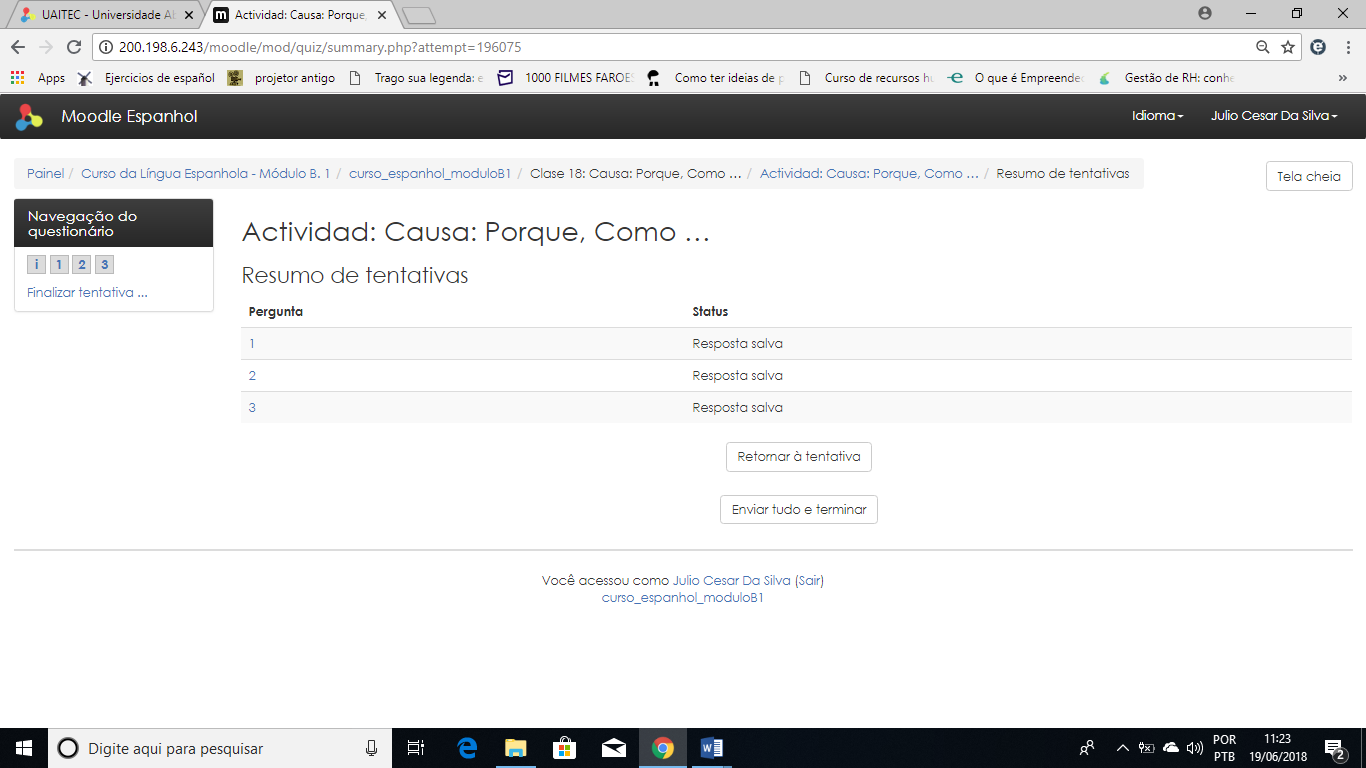 UAITEC - Universidade Al
Actividad: Causa: Porque,
200.198.6.243/moodle/mod/quiz/summary.php?attempt=196075
Apps Ejercicios de español projetor antigo Trago sua legenda: e 1000 FILMES FAROES Como ter ideias de p Curso de recursos hu O que é Empreende Gestão de RH: conhe »
Moodle Espanhol Idioma Julio Cesar Da Silva
Painel / Curso da Língua Espanhola - Módulo B. 1 / curso_espanhol_moduloB1 / Clase 18: Causa: Porque, Como ... / Actividad: Causa: Porque, Como ... / Resumo de tentativas
Tela cheia
Navegação do
questionário
i 1 2 3
Finalizar tentativa ...
Actividad: Causa: Porque, Como ...
Resumo de tentativas
Pergunta Status
1 Resposta salva
2 Resposta salva
3 Resposta salva
Retornar à tentativa
Enviar tudo e terminar
Você acessou como Julio Cesar Da Silva (Sair)
curso_espanhol_moduloB1
Digite aqui para pesquisar
POR
PTB
11:23
19/06/2018
2